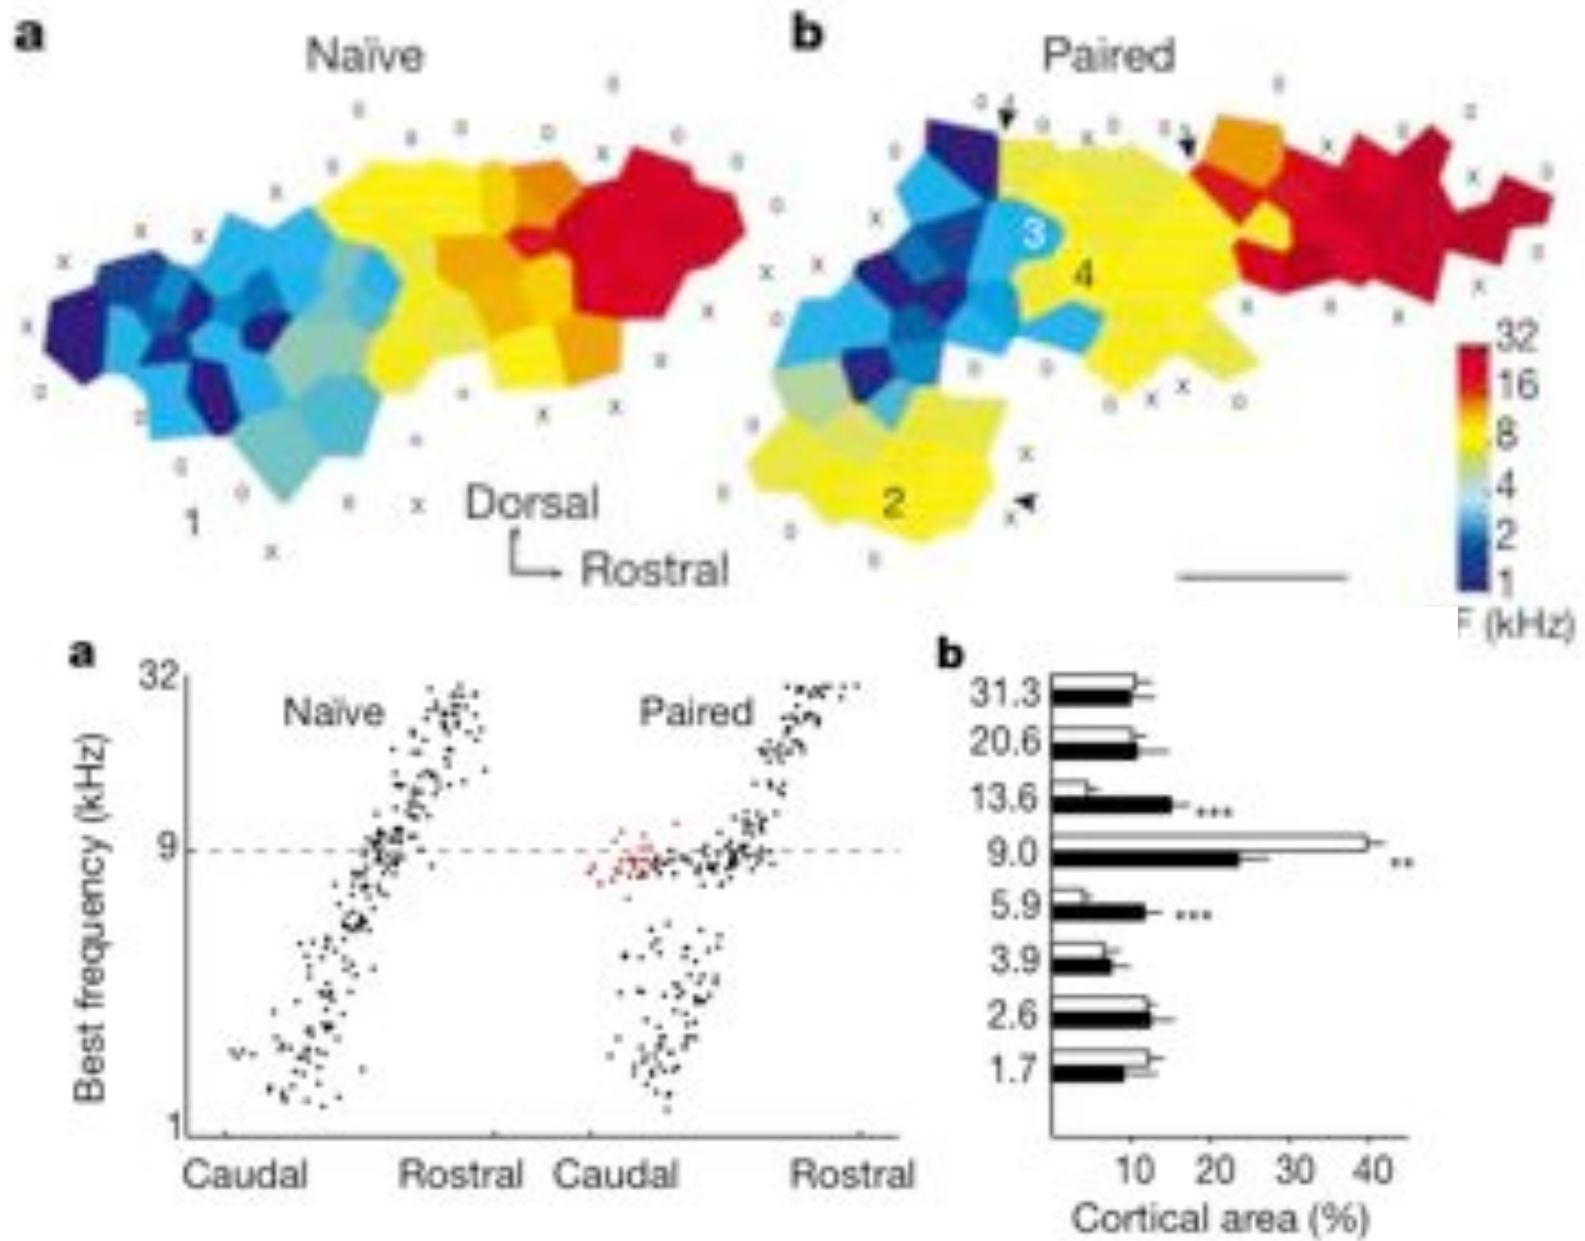 a
Naïve
b
Paired
3
4
2
1
Dorsal
Rostral
32
16
8
4
2
1
F (kHz)
a
32
9
1
Best frequency (kHz)
Naïve
Paired
Caudal Rostral Caudal Rostral
b
31.3
20.6
13.6 ***
9.0 **
5.9 ***
3.9
2.6
1.7
10 20 30 40
Cortical area (%)